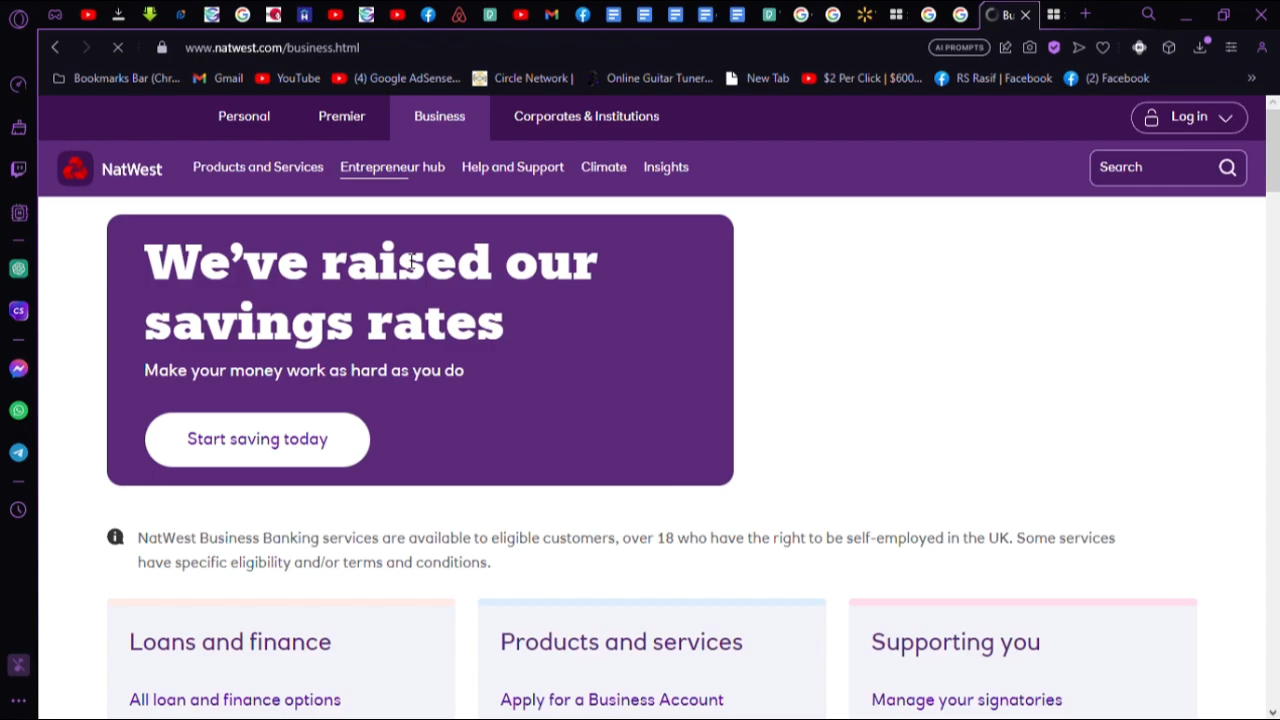 Bu
www.natwest.com/business.html
AI PROMPTS
Bookmarks Bar (Chr...
Gmail
YouTube
(4) Google AdSense...
Circle Network |
Online Guitar Tuner...
New Tab
$2 Per Click | $600...
RS Rasif | Facebook
(2) Facebook
»
Personal
Premier
Business
Corporates & Institutions
Log in
NatWest
Products and Services
Entrepreneur hub
Help and Support
Climate
Insights
Search
CS
We've raised our
savings rates
Make your money work as hard as you do
Start saving today
NatWest Business Banking services are available to eligible customers, over 18 who have the right to be self-employed in the UK. Some services
have specific eligibility and/or terms and conditions.
Loans and finance
Products and services
Supporting you
All loan and finance options
Apply for a Business Account
Manage your signatories